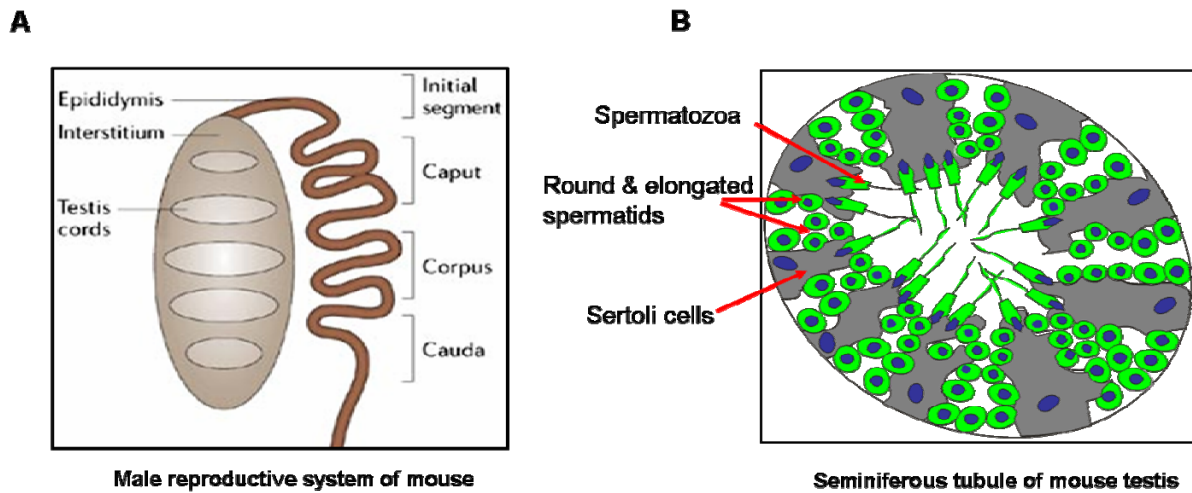 A
Epididymis
Interstitium
Testis
cords
Initial
segment
Caput
Corpus
Cauda
Male reproductive system of mouse
B
Spermatozoa
Round & elongated
spermatids
Sertoli cells
Seminiferous tubule of mouse testis